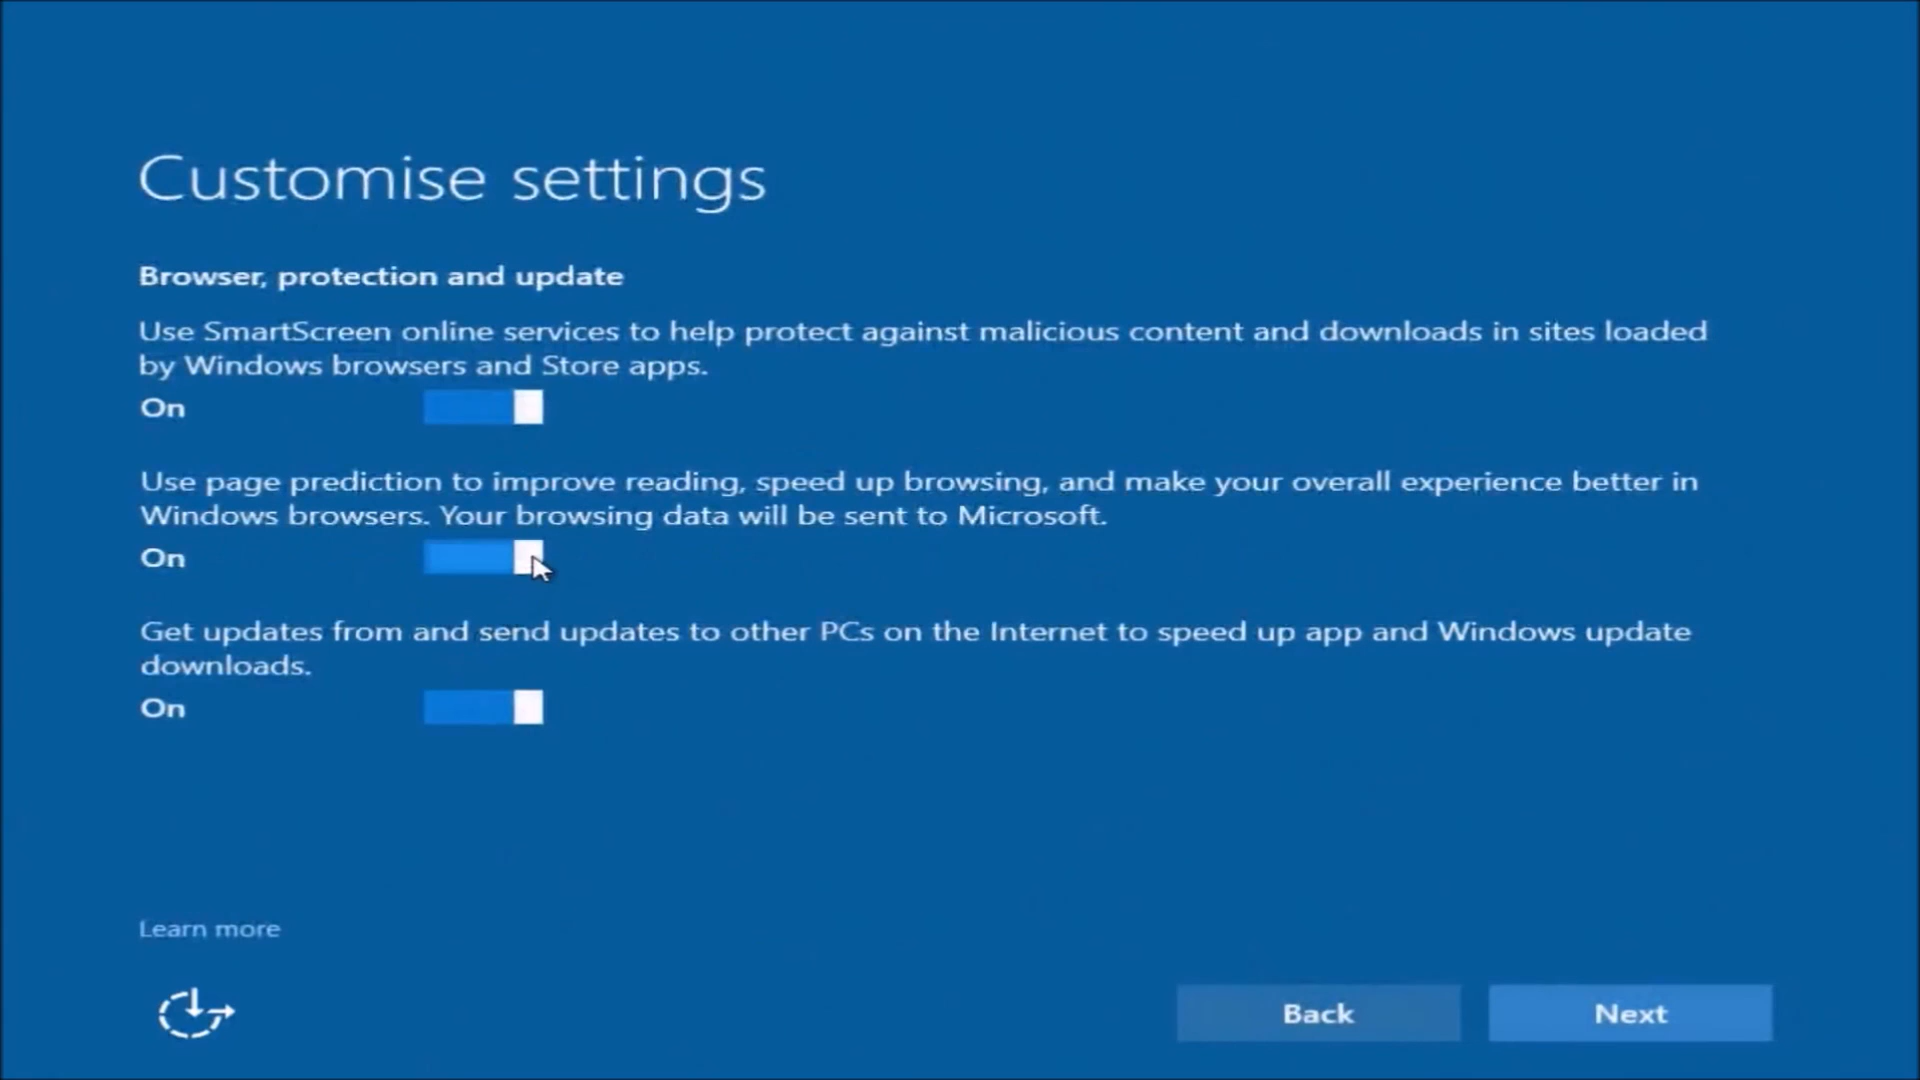 Customise settings
Browser, protection and update
Use SmartScreen online services to help protect against malicious content and downloads in sites loaded
by Windows browsers and Store apps.
On
Use page prediction to improve reading, speed up browsing, and make your overall experience better in
Windows browsers. Your browsing data will be sent to Microsoft.
On
Get updates from and send updates to other PCs on the Internet to speed up app and Windows update
downloads.
On
Learn more
Back
Next